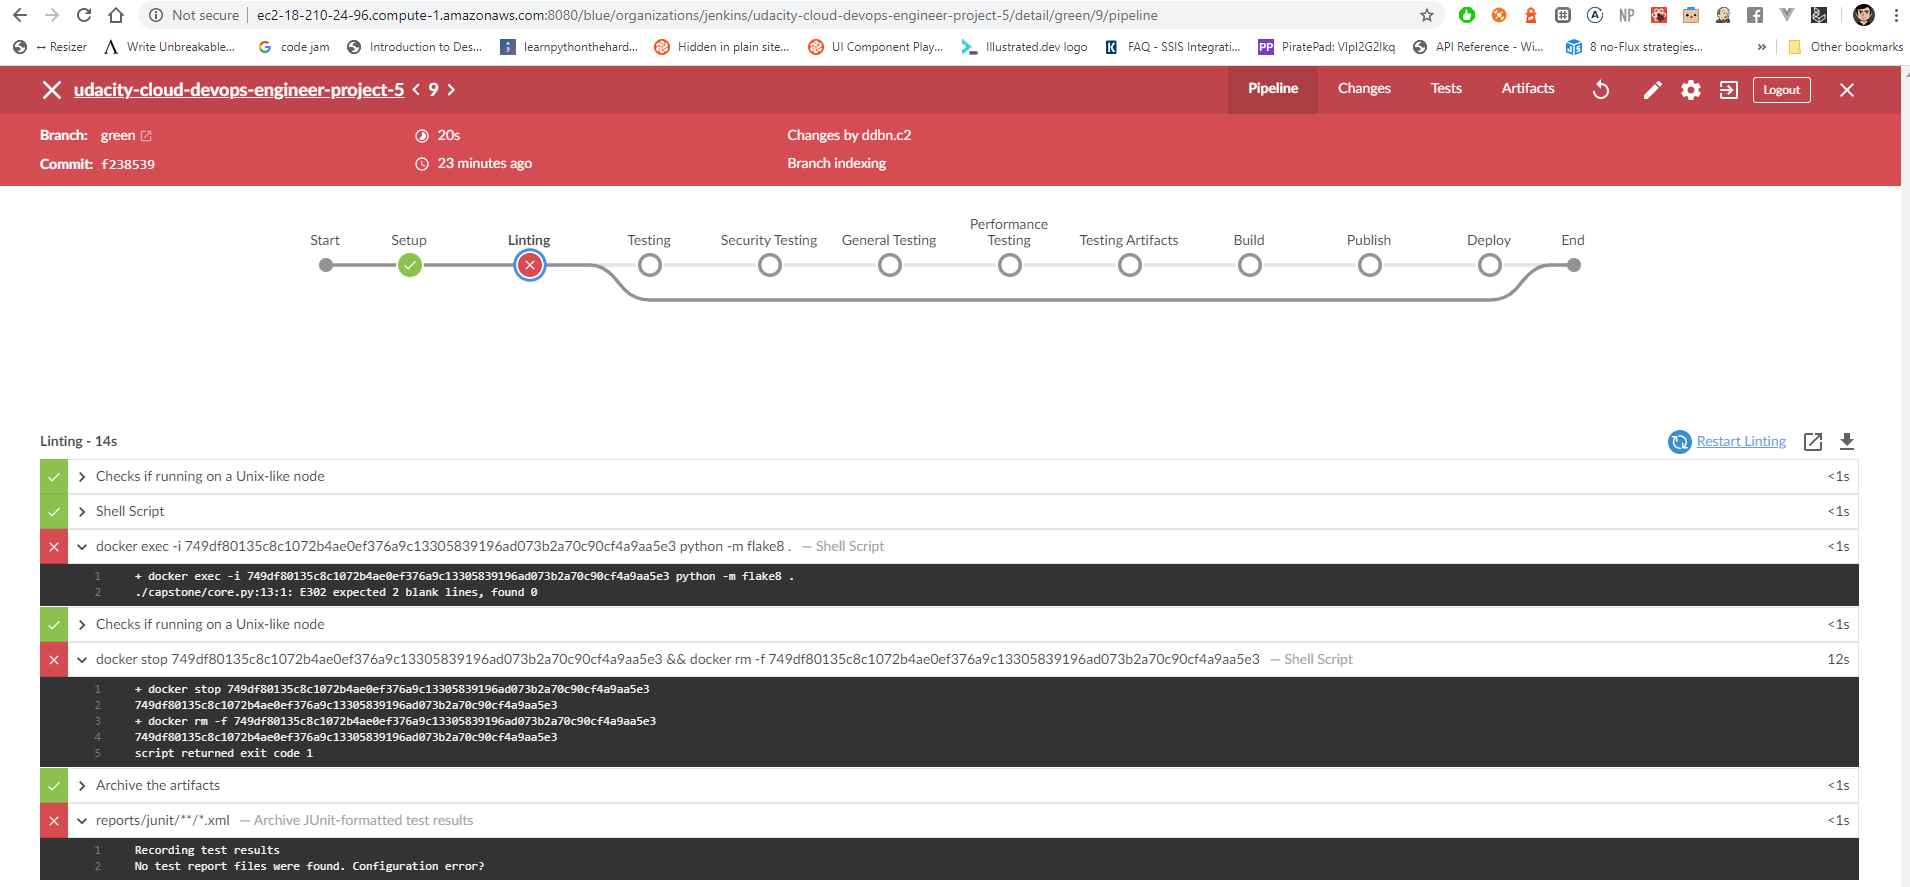 Not secure | ec2-18-210-24-96.compute-1.amazonaws.com:8080/blue/organizations/jenkins/udacity-cloud-devops-engineer-project-5/detail/green/9/pipeline
NP
↔ Resizer Write Unbreakable... code jam Introduction to Des... learnpythonthehard... Hidden in plain site... UI Component Play... Illustrated.dev logo FAQ - SSIS Integrati... PP PiratePad: VIpI2G2Ikq API Reference - Wi... 8 no-Flux strategies... » Other bookmarks
udacity-cloud-devops-engineer-project-5 < 9 > Pipeline Changes Tests Artifacts Logout
Branch: green 20s Changes by ddbn.c2
Commit: f238539 23 minutes ago Branch indexing
Start Setup Linting Testing Security Testing General Testing Performance Testing Testing Artifacts Build Publish Deploy End
Linting - 14s Restart Linting
Checks if running on a Unix-like node <1s
Shell Script <1s
docker exec -i 749df80135c8c1072b4ae0ef376a9c13305839196ad073b2a70c90cf4a9aa5e3 python -m flake8 . — Shell Script <1s
1 + docker exec -i 749df80135c8c1072b4ae0ef376a9c13305839196ad073b2a70c90cf4a9aa5e3 python -m flake8 .
2 ./capstone/core.py:13:1: E302 expected 2 blank lines, found 0
Checks if running on a Unix-like node <1s
docker stop 749df80135c8c1072b4ae0ef376a9c13305839196ad073b2a70c90cf4a9aa5e3 && docker rm -f 749df80135c8c1072b4ae0ef376a9c13305839196ad073b2a70c90cf4a9aa5e3 — Shell Script 12s
1 + docker stop 749df80135c8c1072b4ae0ef376a9c13305839196ad073b2a70c90cf4a9aa5e3
2 749df80135c8c1072b4ae0ef376a9c13305839196ad073b2a70c90cf4a9aa5e3
3 + docker rm -f 749df80135c8c1072b4ae0ef376a9c13305839196ad073b2a70c90cf4a9aa5e3
4 749df80135c8c1072b4ae0ef376a9c13305839196ad073b2a70c90cf4a9aa5e3
5 script returned exit code 1
Archive the artifacts <1s
reports/junit/**/*.xml — Archive JUnit-formatted test results <1s
1 Recording test results
2 No test report files were found. Configuration error?